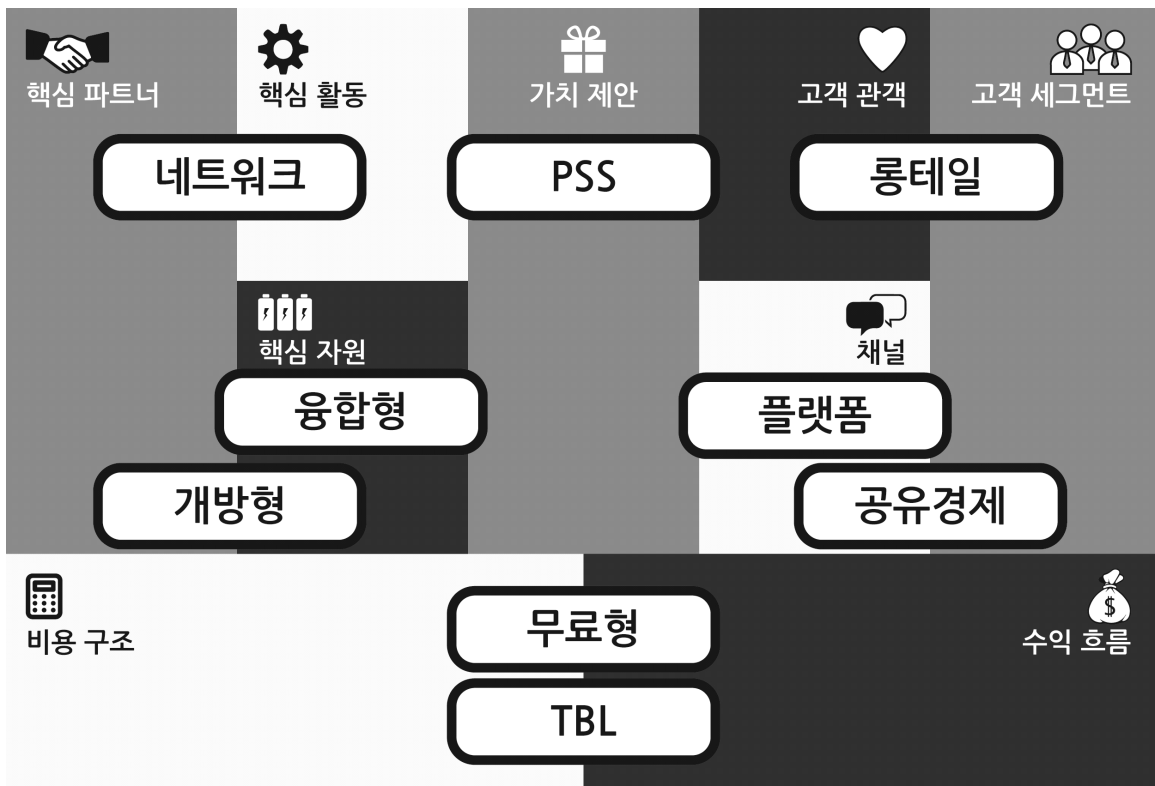 핵심 파트너
핵심 활동
가치 제안
고객 관객
고객 세그먼트
네트워크
PSS
롱테일
핵심 자원
채널
융합형
플랫폼
개방형
공유경제
비용 구조
무료형
$
수익 흐름
TBL